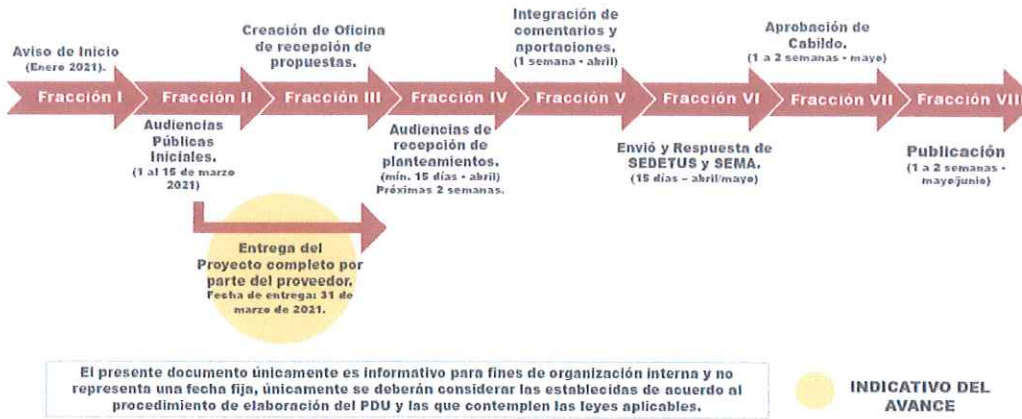 Aviso de Inicio
(Enero 2021).
Creación de Oficina
de recepción de
propuestas.
Integración de
comentarios y
aportaciones.
(1 semana - abril)
Aprobación de
Cabildo.
(1 a 2 semanas - mayo)
Fracción I
Fracción II
Fracción III
Fracción IV
Fracción V
Fracción VI
Fracción VII
Fracción VIII
Audiencias
Públicas
Iniciales.
(1 al 15 de marzo
2021)
Audiencias de
recepción de
planteamientos.
(mín. 15 días - abril)
Próximas 2 semanas.
Envió y Respuesta de
SEDETUS y SEMA.
(15 días – abril/mayo)
Publicación
(1 a 2 semanas -
mayo/junio)
Entrega del
Proyecto completo por
parte del proveedor.
Fecha de entrega: 31 de
marzo de 2021.
El presente documento únicamente es informativo para fines de organización interna y no
representa una fecha fija, únicamente se deberán considerar las establecidas de acuerdo al
procedimiento de elaboración del PDU y las que contemplen las leyes aplicables.
INDICATIVO DEL
AVANCE